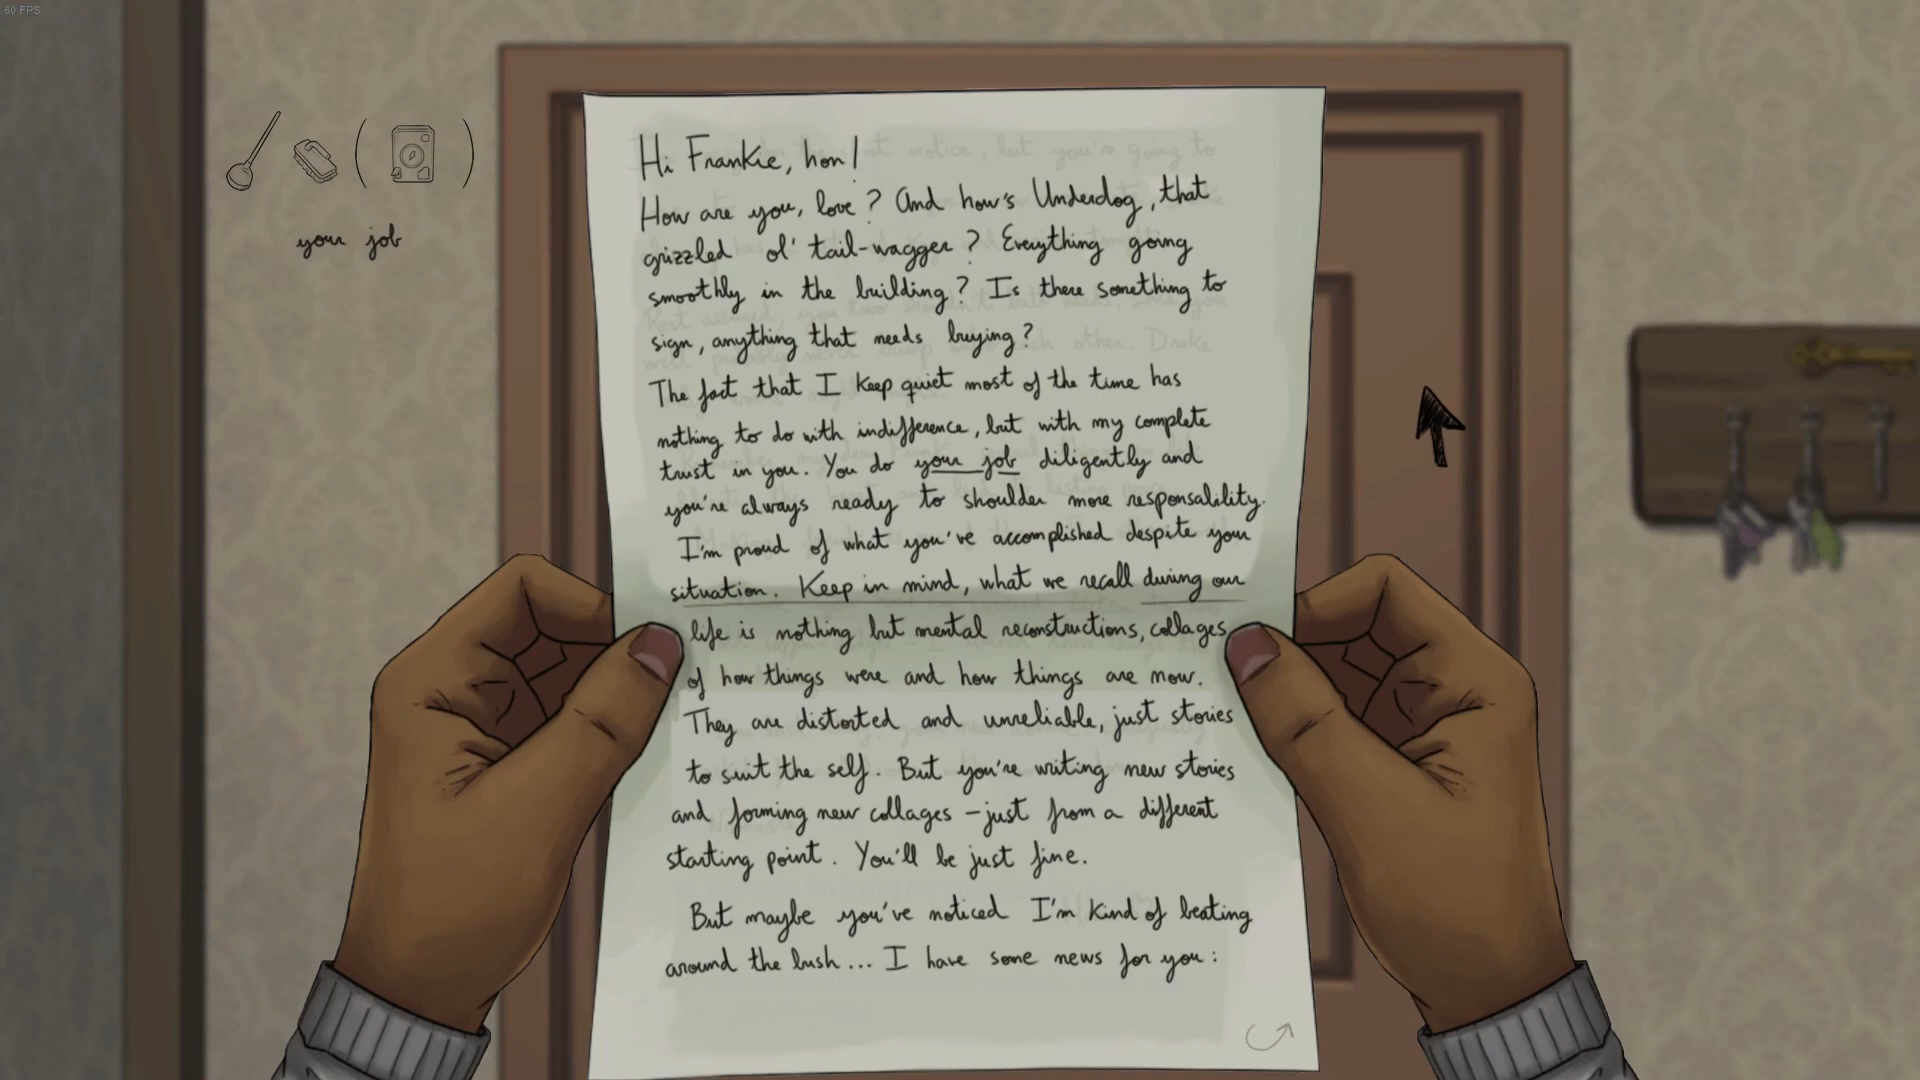 60 FPS
your job
Hi Frankie, hon!
How are you, love? And how's Underdog, that
grizzled ol' tail-wagger? Everything going
smoothly in the building? Is there something to
sign, anything that needs buying?
The fact that I keep quiet most of the time has
nothing to do with indifference, but with my complete
trust in you. You do your job diligently and
you're always ready to shoulder more responsability.
I'm proud of what you've accomplished despite your
situation. Keep in mind, what we recall during our
life is nothing but mental reconstructions, collages
of how things were and how things are now.
They are distorted and unreliable, just stories
to suit the self. But you're writing new stories
and forming new collages – just from a different
starting point. You'll be just fine.
But maybe you've noticed I'm kind of beating
around the bush... I have some news for you: